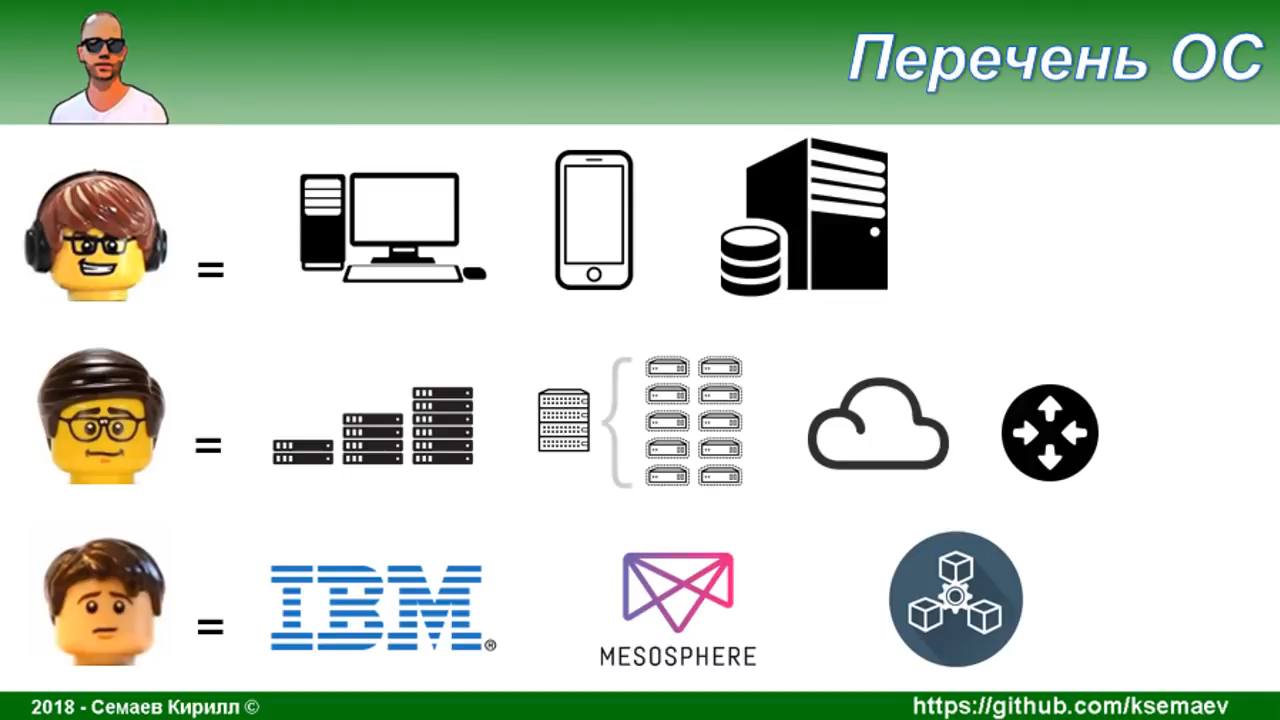 Перечень ОС
=
=
=
IBM®
MESOSPHERE
2018 - Семаев Кирилл ©
https://github.com/ksemaev